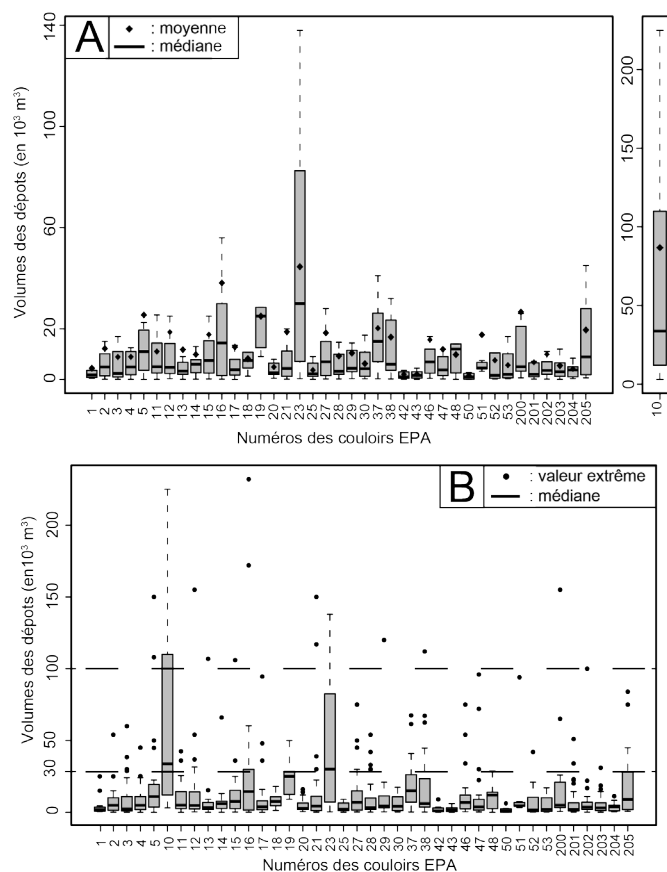 A
◆ : moyenne
━ : médiane
Volumes des dépots (en 10³ m³)
140
100
60
20
0
1 2 3 4 5 11 12 13 14 15 16 17 18 19 20 21 23 25 27 28 29 30 37 38 42 43 46 47 48 50 51 52 53 200 201 202 203 204 205
Numéros des couloirs EPA
200
150
100
50
0
10
B
● : valeur extrême
━ : médiane
Volumes des dépots (en10³ m³)
200
150
100
50
30
0
1 2 3 4 5 10 11 12 13 14 15 16 17 18 19 20 21 23 25 27 28 29 30 37 38 42 43 46 47 48 50 51 52 53 200 201 202 203 204 205
Numéros des couloirs EPA